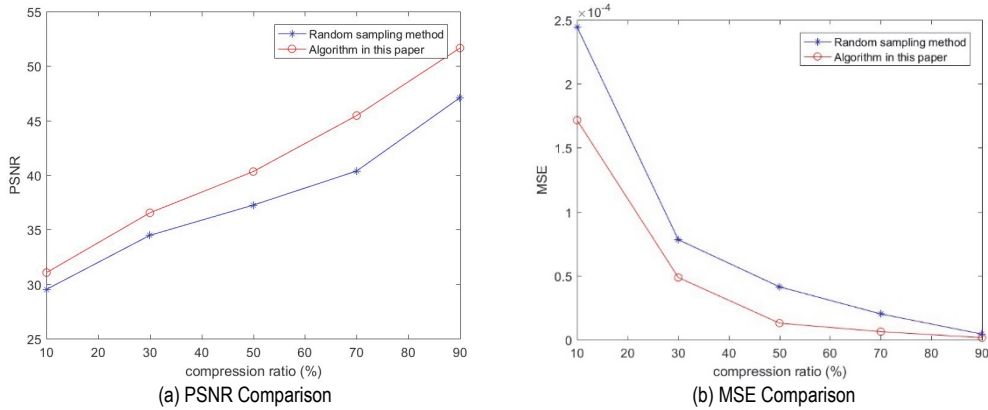 55
50
45
40
35
30
25
PSNR
Random sampling method
Algorithm in this paper
10 20 30 40 50 60 70 80 90
compression ratio (%)
(a) PSNR Comparison
2.5
×10-4
2
1.5
1
0.5
0
MSE
Random sampling method
Algorithm in this paper
10 20 30 40 50 60 70 80 90
compression ratio (%)
(b) MSE Comparison